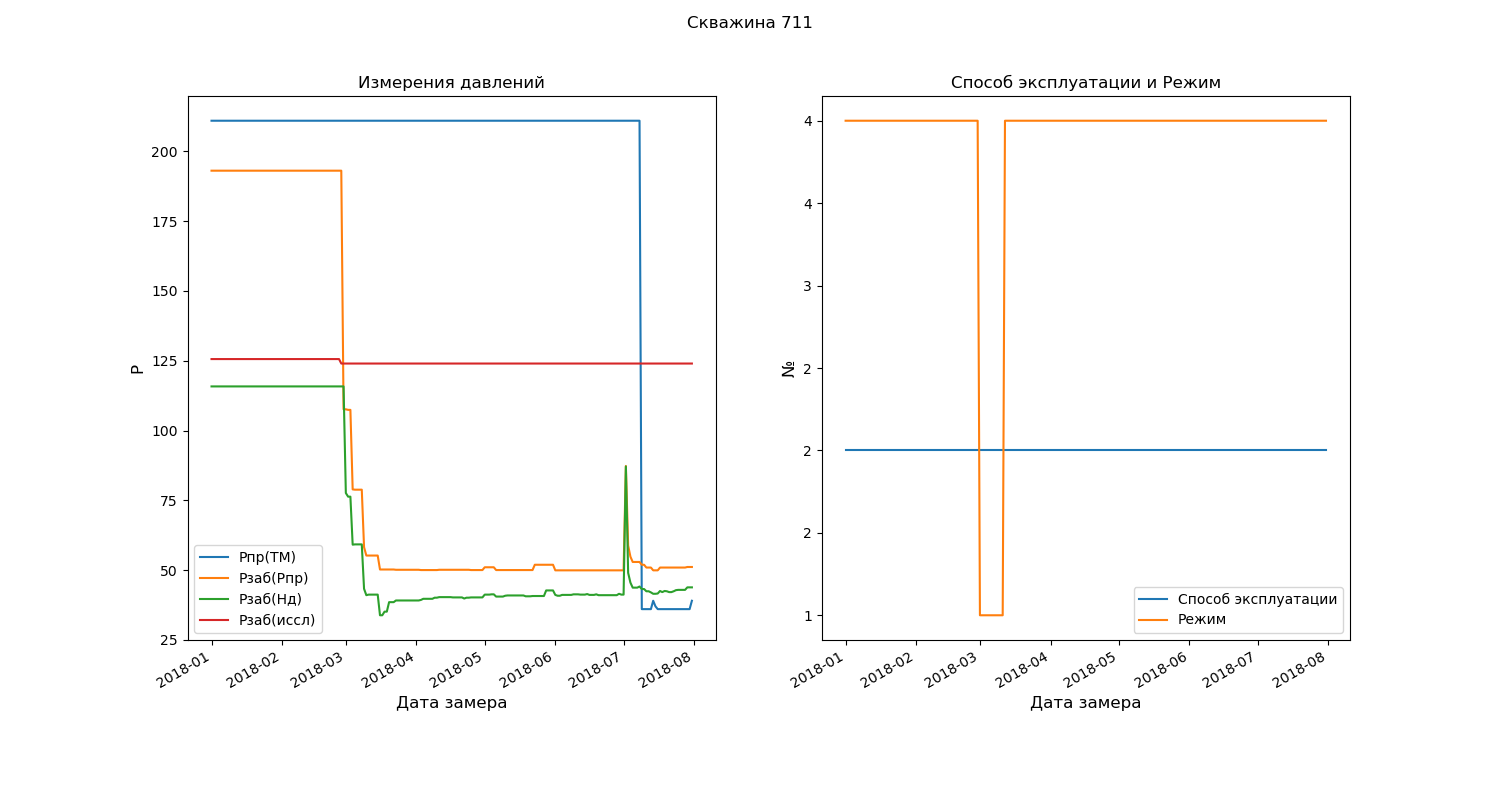 Скважина 711
Измерения давлений
200
175
150
125
100
75
50
25
P
Pпр(ТМ)
Pзаб(Pпр)
Pзаб(Нд)
Pзаб(иссл)
2018-01
2018-02
2018-03
2018-04
2018-05
2018-06
2018-07
2018-08
Дата замера
Способ эксплуатации и Режим
4
4
3
2
2
2
1
№
Способ эксплуатации
Режим
2018-01
2018-02
2018-03
2018-04
2018-05
2018-06
2018-07
2018-08
Дата замера